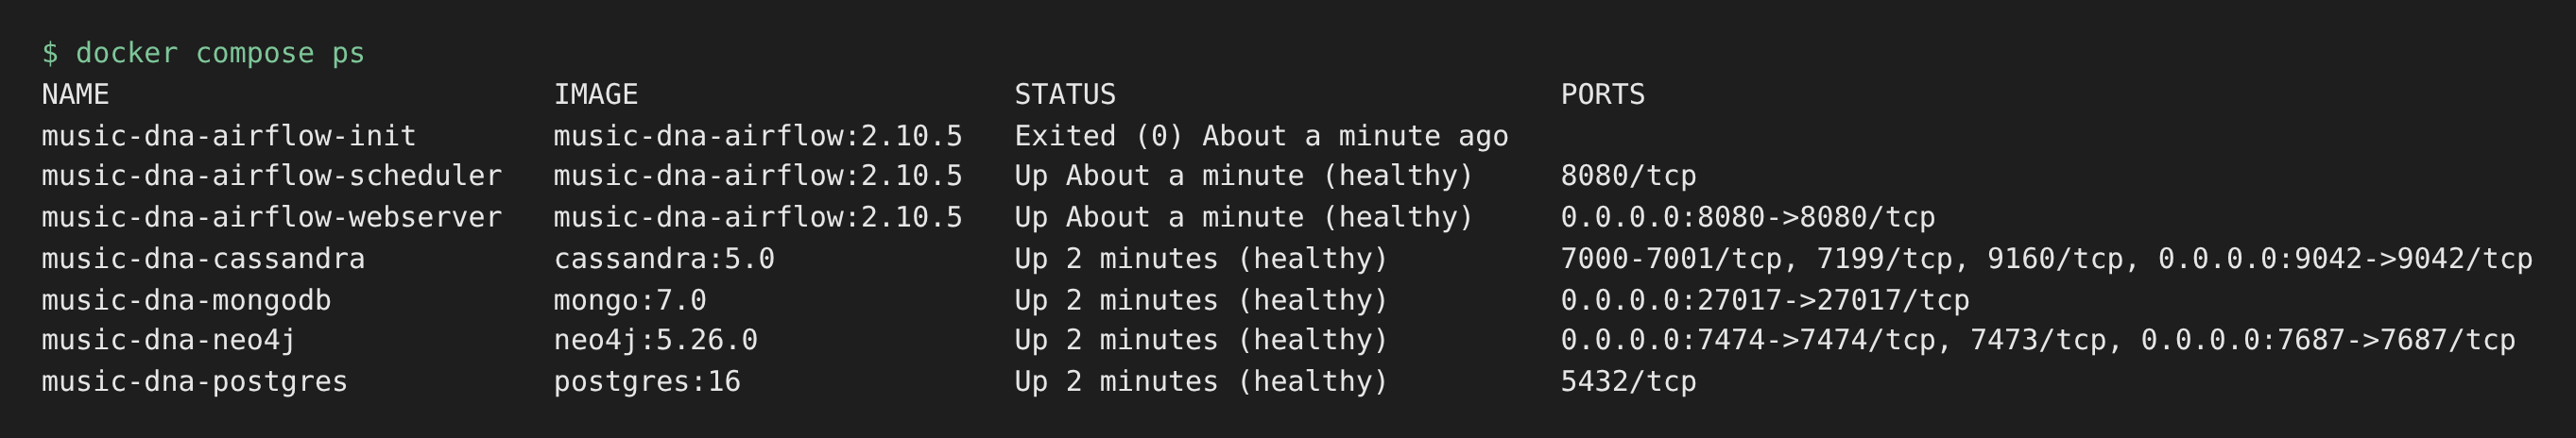 $ docker compose ps
NAME IMAGE STATUS PORTS
music-dna-airflow-init music-dna-airflow:2.10.5 Exited (0) About a minute ago
music-dna-airflow-scheduler music-dna-airflow:2.10.5 Up About a minute (healthy) 8080/tcp
music-dna-airflow-webserver music-dna-airflow:2.10.5 Up About a minute (healthy) 0.0.0.0:8080->8080/tcp
music-dna-cassandra cassandra:5.0 Up 2 minutes (healthy) 7000-7001/tcp, 7199/tcp, 9160/tcp, 0.0.0.0:9042->9042/tcp
music-dna-mongodb mongo:7.0 Up 2 minutes (healthy) 0.0.0.0:27017->27017/tcp
music-dna-neo4j neo4j:5.26.0 Up 2 minutes (healthy) 0.0.0.0:7474->7474/tcp, 7473/tcp, 0.0.0.0:7687->7687/tcp
music-dna-postgres postgres:16 Up 2 minutes (healthy) 5432/tcp